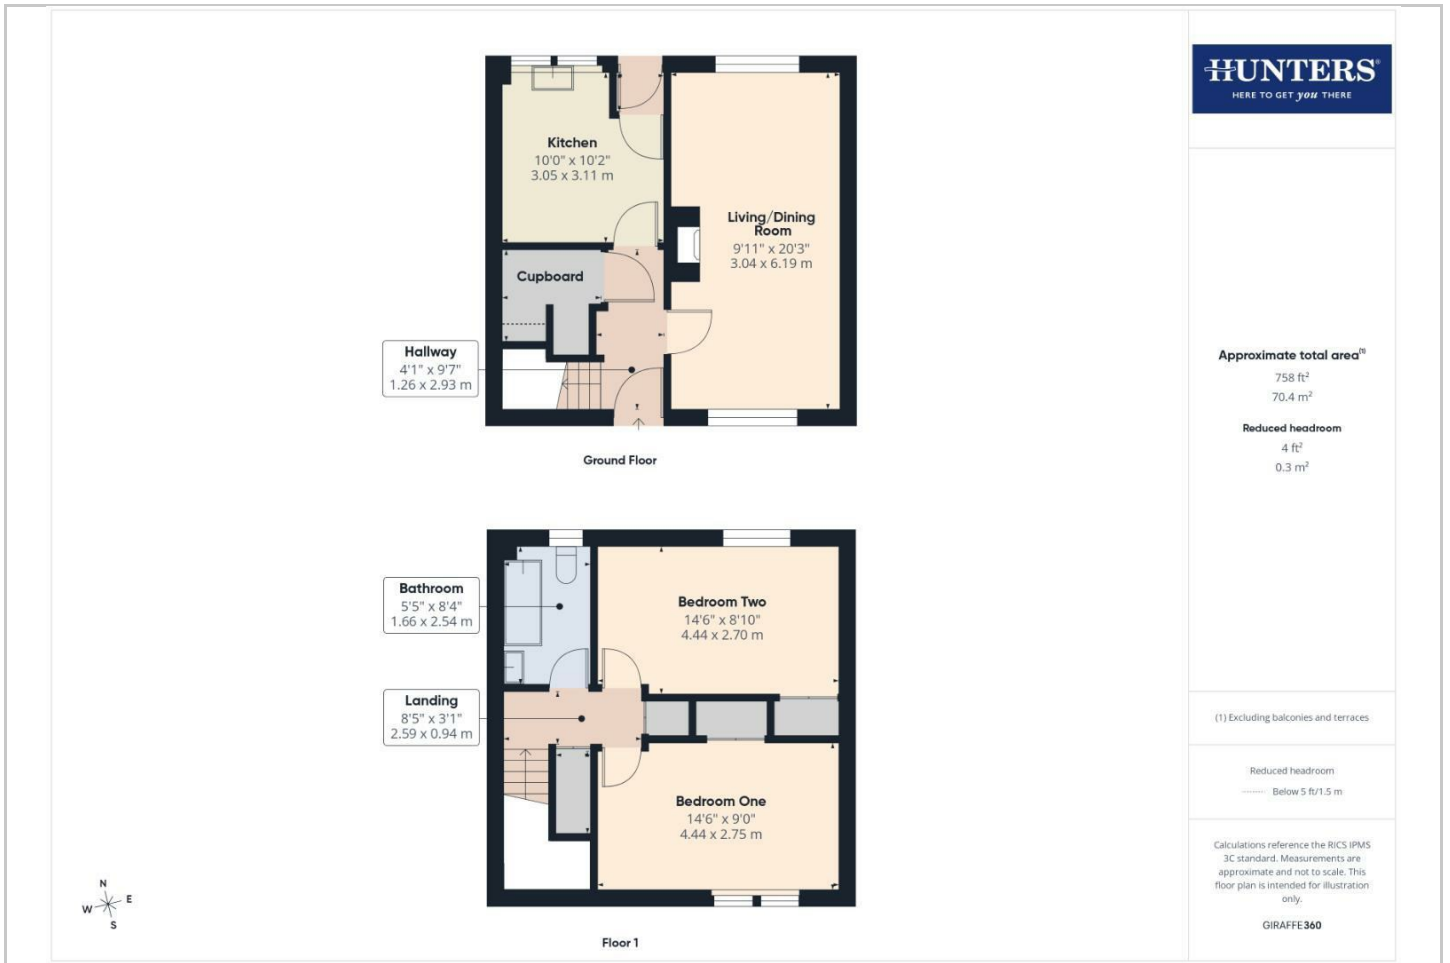 Kitchen
10'0" x 10'2"
3.05 x 3.11 m
Living/Dining
Room
9'11" x 20'3"
3.04 x 6.19 m
Cupboard
Hallway
4'1" x 9'7"
1.26 x 2.93 m
Ground Floor
Bathroom
5'5" x 8'4"
1.66 x 2.54 m
Bedroom Two
14'6" x 8'10"
4.44 x 2.70 m
Landing
8'5" x 3'1"
2.59 x 0.94 m
Bedroom One
14'6" x 9'0"
4.44 x 2.75 m
Floor 1
N
W E
S
HUNTERS®
HERE TO GET you THERE
Approximate total area(1)
758 ft²
70.4 m²
Reduced headroom
4 ft²
0.3 m²
(1) Excluding balconies and terraces
Reduced headroom
Below 5 ft/1.5 m
Calculations reference the RICS IPMS
3C standard. Measurements are
approximate and not to scale. This
floor plan is intended for illustration
only.
GIRAFFE360